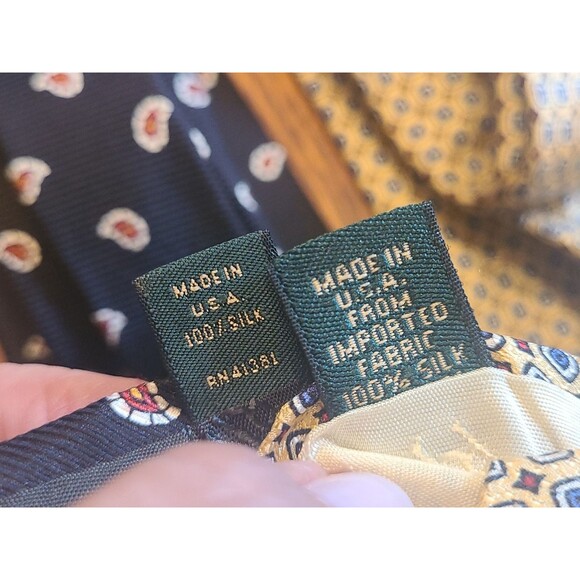 MADE IN
U.S.A.
100% SILK
RN41381
MADE IN
U.S.A.
FROM
IMPORTED
FABRIC
100% SILK